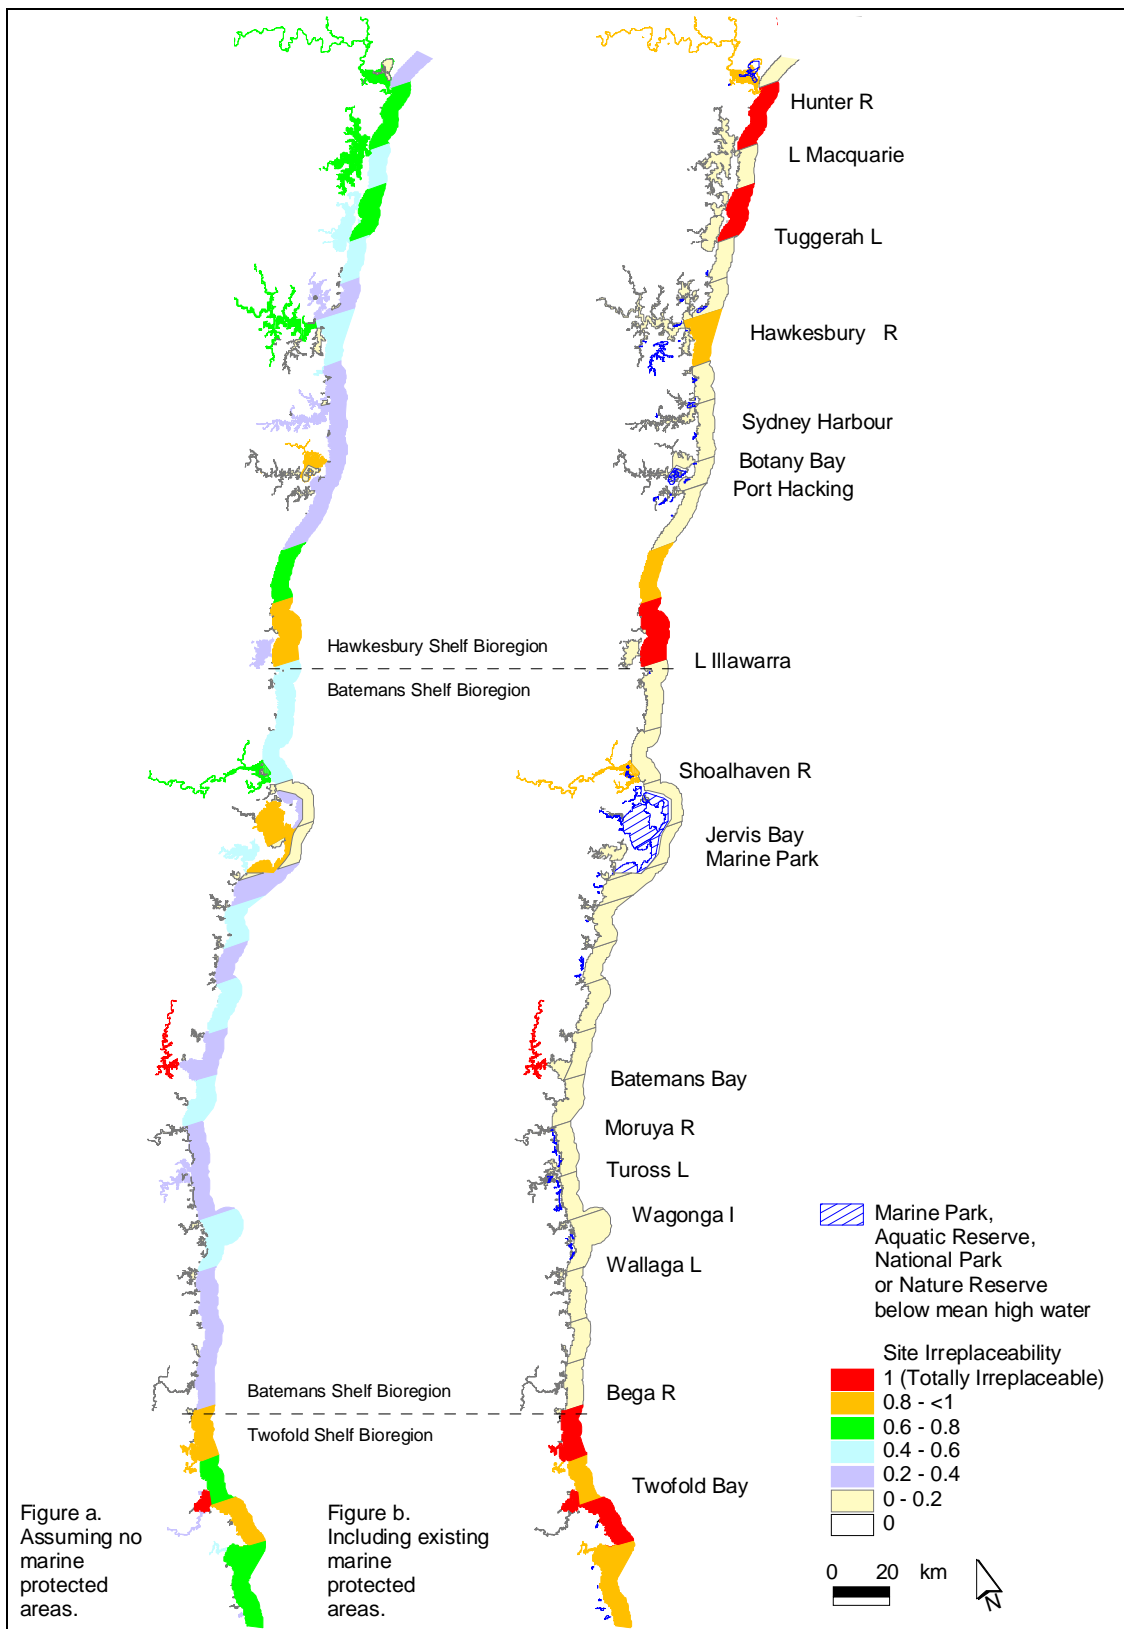 Hunter R
L Macquarie
Tuggerah L
Hawkesbury R
Sydney Harbour
Botany Bay
Port Hacking
Hawkesbury Shelf Bioregion
L Illawarra
Batemans Shelf Bioregion
Shoalhaven R
Jervis Bay
Marine Park
Batemans Bay
Moruya R
Tuross L
Wagonga I
Wallaga L
Marine Park,
Aquatic Reserve,
National Park
or Nature Reserve
below mean high water
Site Irreplaceability
1 (Totally Irreplaceable)
0.8 - <1
0.6 - 0.8
0.4 - 0.6
0.2 - 0.4
0 - 0.2
0
Batemans Shelf Bioregion
Bega R
Twofold Shelf Bioregion
Twofold Bay
Figure a.
Assuming no
marine
protected
areas.
Figure b.
Including existing
marine
protected
areas.
0 20 km
N